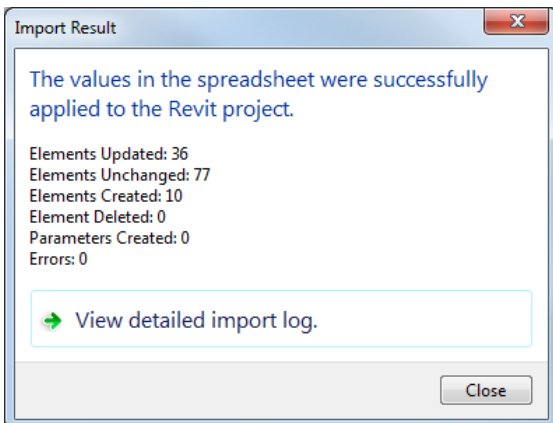 Import Result
The values in the spreadsheet were successfully
applied to the Revit project.
Elements Updated: 36
Elements Unchanged: 77
Elements Created: 10
Element Deleted: 0
Parameters Created: 0
Errors: 0
View detailed import log.
Close